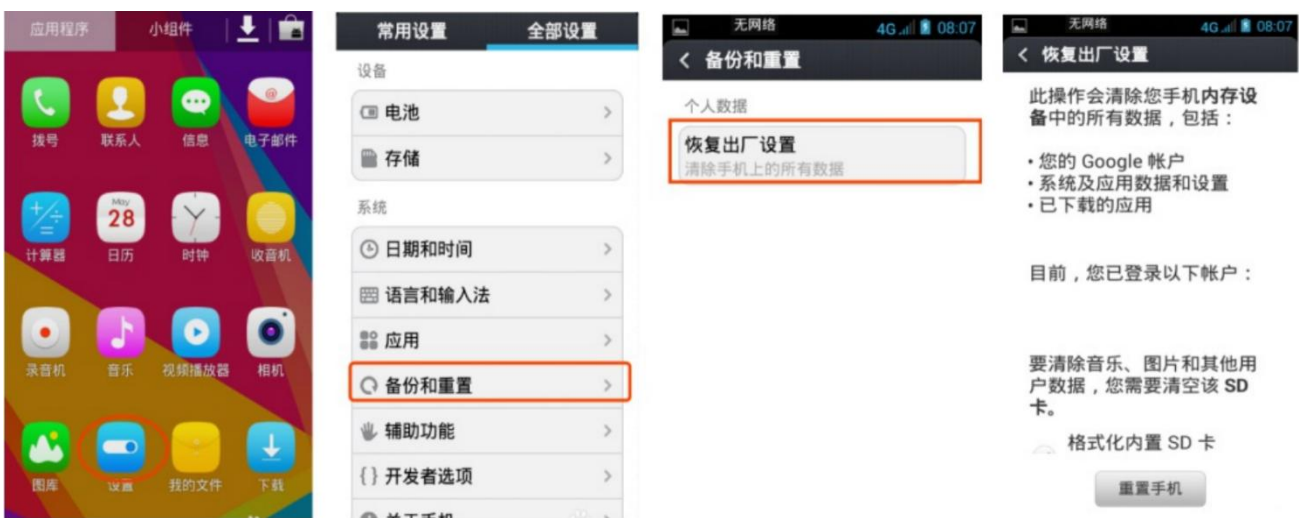 应用程序
小组件
拨号
联系人
信息
@
电子邮件
+/-
=
计算器
May
28
日历
时钟
收音机
录音机
音乐
视频播放器
相机
图库
设置
我的文件
下载
常用设置
全部设置
设备
电池
存储
系统
日期和时间
语言和输入法
应用
备份和重置
辅助功能
{} 开发者选项
关于手机
无网络
4G
08:07
备份和重置
个人数据
恢复出厂设置
清除手机上的所有数据
无网络
4G
08:07
恢复出厂设置
此操作会清除您手机内存设
备中的所有数据，包括：
• 您的 Google 帐户
• 系统及应用数据和设置
• 已下载的应用
目前，您已登录以下帐户：
要清除音乐、图片和其他用
户数据，您需要清空该 SD
卡。
格式化内置 SD 卡
重置手机